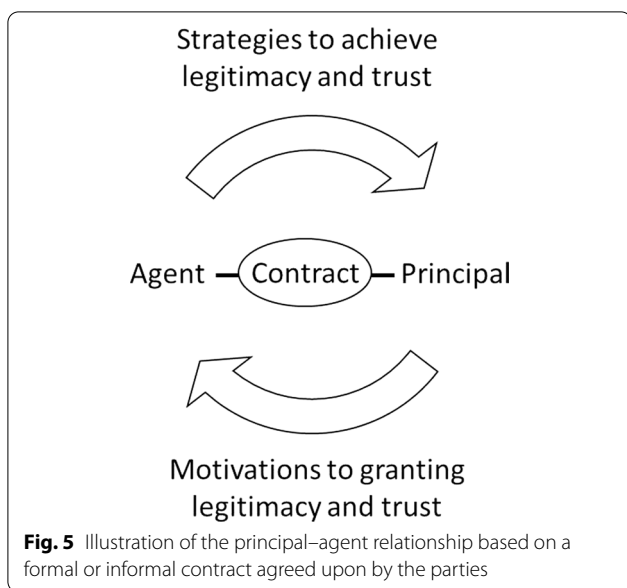 Strategies to achieve
legitimacy and trust
Agent Contract Principal
Motivations to granting
legitimacy and trust
Fig. 5 Illustration of the principal–agent relationship based on a
formal or informal contract agreed upon by the parties